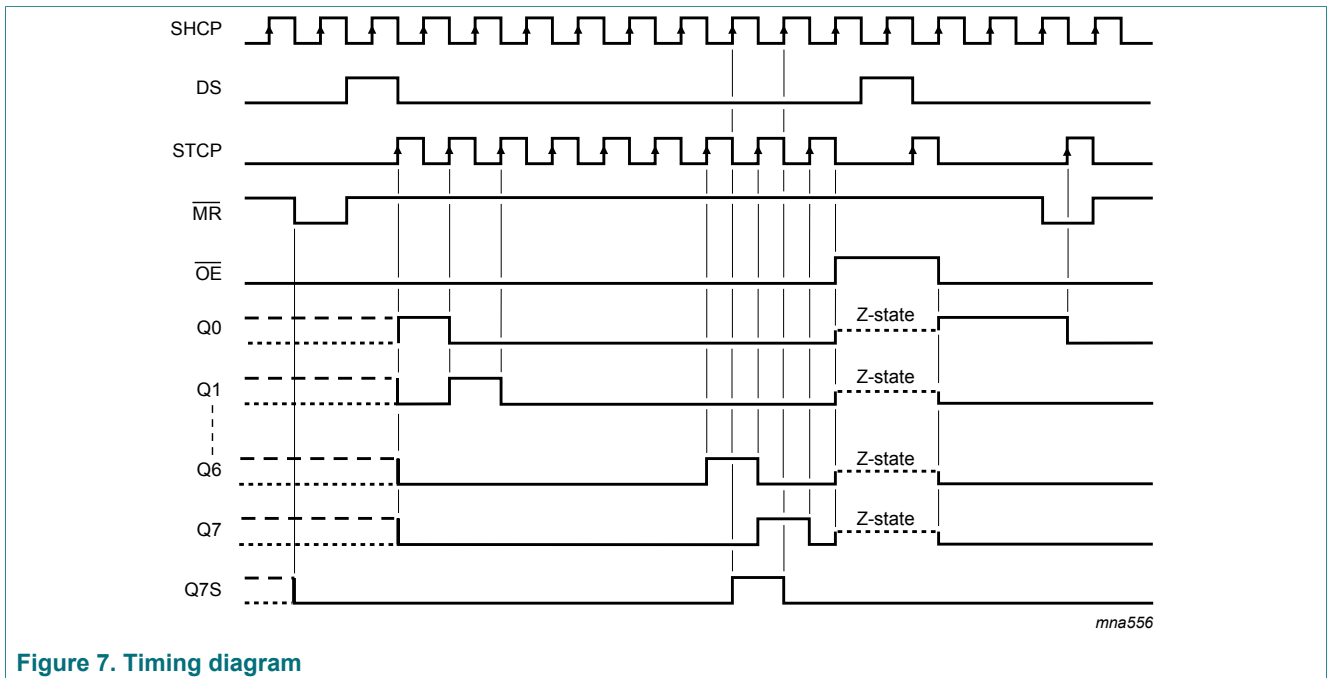 SHCP
DS
STCP
MR
OE
Q0
Z-state
Q1
Z-state
Q6
Z-state
Q7
Z-state
Q7S
mna556
Figure 7. Timing diagram